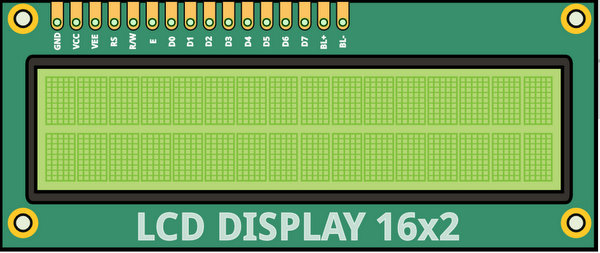 GND VCC VEE RS R/W E D0 D1 D2 D3 D4 D5 D6 D7 BL+ BL-
LCD DISPLAY 16x2